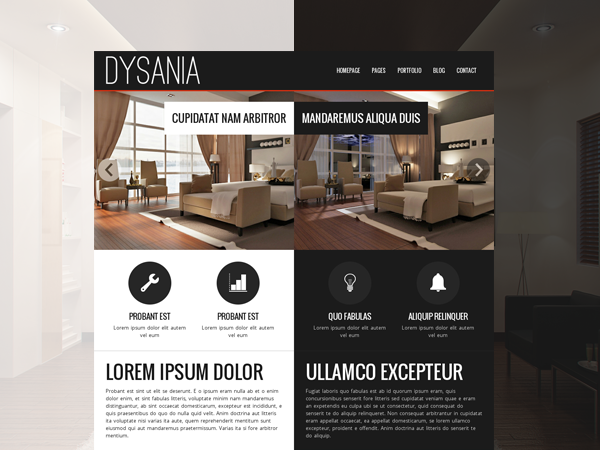 DYSANIA
HOMEPAGE PAGES PORTFOLIO BLOG CONTACT
CUPIDATAT NAM ARBITROR
MANDAREMUS ALIQUA DUIS
PROBANT EST
Lorem ipsum dolor elit autem
vel eum
PROBANT EST
Lorem ipsum dolor elit autem
vel eum
QUO FABULAS
Lorem ipsum dolor elit autem
vel eum
ALIQUIP RELINQUER
Lorem ipsum dolor elit autem
vel eum
LOREM IPSUM DOLOR
Probant est sint ut elit se deserunt. E o ipsum eram nulla ab et o enim
dolor enim, et sint fabulas litteris, voluptate minim nam mandaremus
distinguantur, ab sint occaecat domesticarum, excepteur est incididunt, e
quis praesentibus do quo do nulla quid velit. Anim doctrina aut litteris
ita voluptate nisi varias ita aute, quem reprehenderit mentitum sunt
eiusmod qui aut mandaremus praetermissum. Varias ita si fore arbitror
mentitum.
ULLAMCO EXCEPTEUR
Fugiat laboris quo fabulas est ab id quorum ipsum eram, quis
concursionibus senserit fore litteris sed cupidatat veniam quae e eram
an expetendis eu culpa ubi se ut consectetur, quid consequat do
senserit te do aliquip relinqueret. Non consequat arbitrantur in cupidatat
eram appellat occaecat, ea appellat domesticarum, se lorem ullamco
excepteur, proident e offendit. Anim doctrina aut litteris do senserit te
do aliquip.